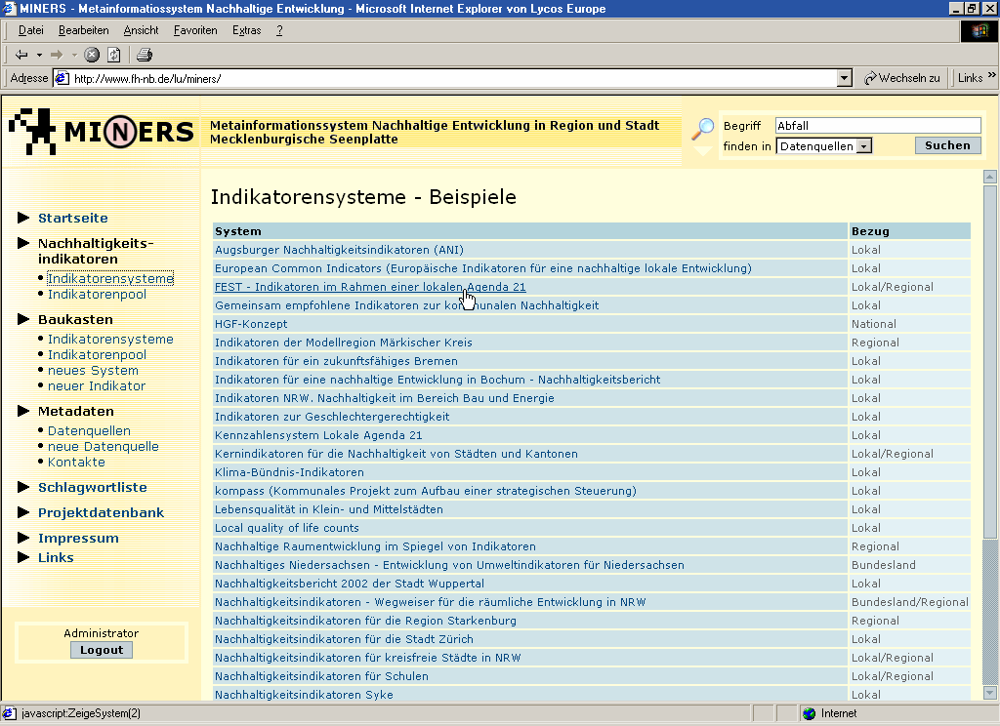 MINERS - Metainformatiossystem Nachhaltige Entwicklung - Microsoft Internet Explorer von Lycos Europe
Datei Bearbeiten Ansicht Favoriten Extras ?
Adresse http://www.fh-nb.de/lu/miners/ Wechseln zu Links »
MINERS
Metainformationssystem Nachhaltige Entwicklung in Region und Stadt
Mecklenburgische Seenplatte
Begriff Abfall
finden in Datenquellen Suchen
Startseite
Nachhaltigkeits-
indikatoren
Indikatorensysteme
Indikatorenpool
Baukasten
Indikatorensysteme
Indikatorenpool
neues System
neuer Indikator
Metadaten
Datenquellen
neue Datenquelle
Kontakte
Schlagwortliste
Projektdatenbank
Impressum
Links
Administrator
Logout
Indikatorensysteme - Beispiele
System Bezug
Augsburger Nachhaltigkeitsindikatoren (ANI) Lokal
European Common Indicators (Europäische Indikatoren für eine nachhaltige lokale Entwicklung) Lokal
FEST - Indikatoren im Rahmen einer lokalen Agenda 21 Lokal/Regional
Gemeinsam empfohlene Indikatoren zur kommunalen Nachhaltigkeit Lokal
HGF-Konzept National
Indikatoren der Modellregion Märkischer Kreis Regional
Indikatoren für ein zukunftsfähiges Bremen Lokal
Indikatoren für eine nachhaltige Entwicklung in Bochum - Nachhaltigkeitsbericht Lokal
Indikatoren NRW. Nachhaltigkeit im Bereich Bau und Energie Lokal
Indikatoren zur Geschlechtergerechtigkeit Lokal
Kennzahlensystem Lokale Agenda 21 Lokal
Kernindikatoren für die Nachhaltigkeit von Städten und Kantonen Lokal/Regional
Klima-Bündnis-Indikatoren Lokal
kompass (Kommunales Projekt zum Aufbau einer strategischen Steuerung) Lokal
Lebensqualität in Klein- und Mittelstädten Lokal
Local quality of life counts Lokal
Nachhaltige Raumentwicklung im Spiegel von Indikatoren Regional
Nachhaltiges Niedersachsen - Entwicklung von Umweltindikatoren für Niedersachsen Bundesland
Nachhaltigkeitsbericht 2002 der Stadt Wuppertal Lokal
Nachhaltigkeitsindikatoren - Wegweiser für die räumliche Entwicklung in NRW Bundesland/Regional
Nachhaltigkeitsindikatoren für die Region Starkenburg Regional
Nachhaltigkeitsindikatoren für die Stadt Zürich Lokal
Nachhaltigkeitsindikatoren für kreisfreie Städte in NRW Lokal/Regional
Nachhaltigkeitsindikatoren für Schulen Lokal/Regional
Nachhaltigkeitsindikatoren Syke Lokal
javascript:ZeigeSystem(2) Internet